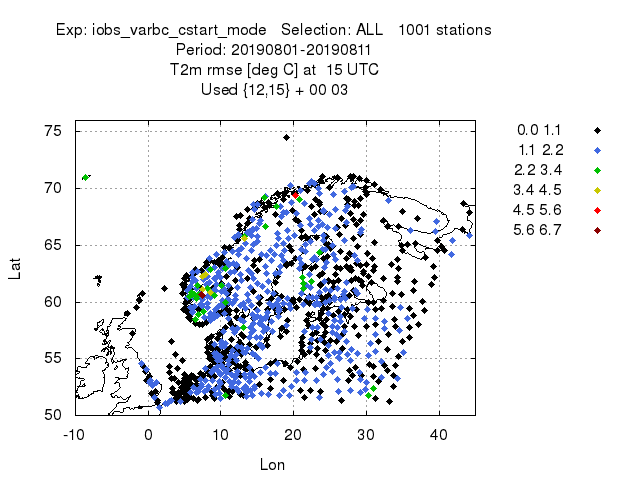 Exp: iobs_varbc_cstart_mode   Selection: ALL   1001 stations
Period: 20190801-20190811
T2m rmse [deg C] at  15 UTC
Used {12,15} + 00 03
0.0 1.1
1.1 2.2
2.2 3.4
3.4 4.5
4.5 5.6
5.6 6.7
75
70
65
60
55
50
Lat
-10 0 10 20 30 40
Lon